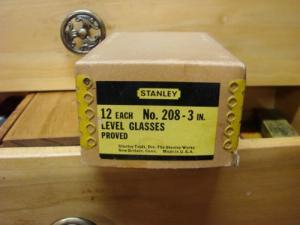 STANLEY
12 EACH No. 208-3 IN.
LEVEL GLASSES
PROVED
Stanley Tools, Div. The Stanley Works
New Britain, Conn. Made in U.S.A.